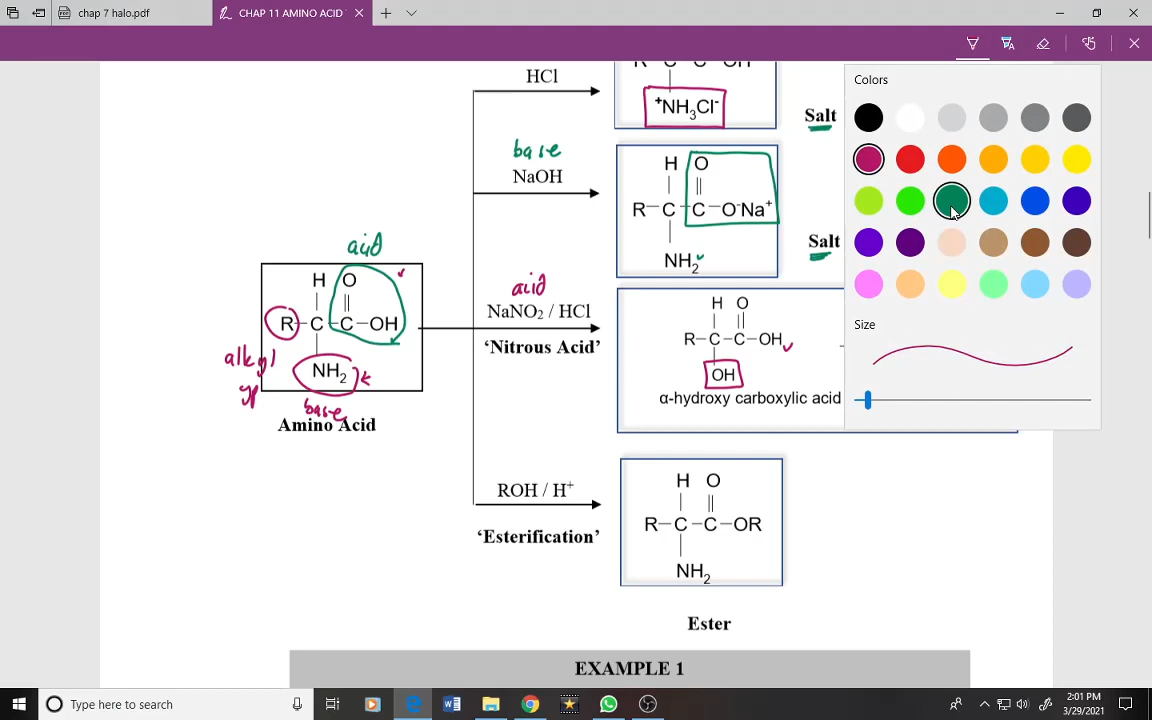 chap 7 halo.pdf
CHAP 11 AMINO ACID
Colors
HCl
⁺NH₃Cl⁻
Salt
base
NaOH
H O
R–C–C–O⁻Na⁺
NH₂
Salt
acid
H O
R–C–C–OH
NH₂
alkyl
gp
base
Amino Acid
acid
NaNO₂ / HCl
'Nitrous Acid'
H O
R–C–C–OH
OH
α-hydroxy carboxylic acid
Size
ROH / H⁺
'Esterification'
H O
R–C–C–OR
NH₂
Ester
EXAMPLE 1
Type here to search
2:01 PM
3/29/2021